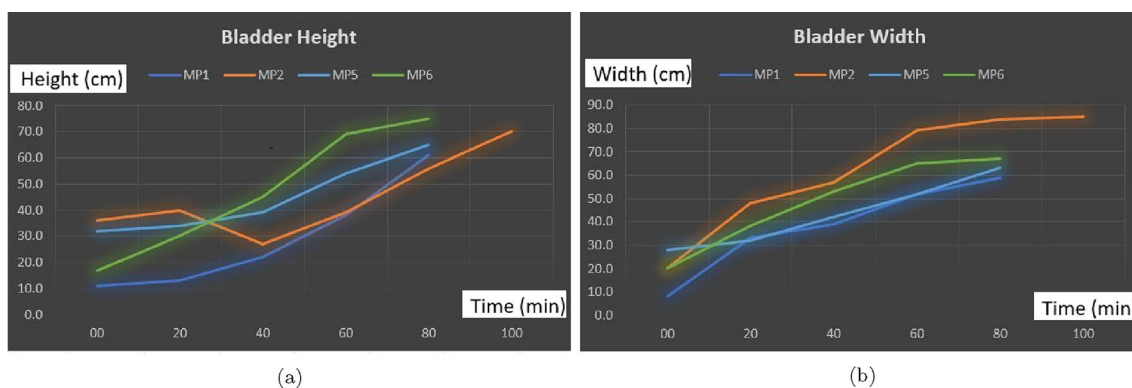 Bladder Height
Height (cm)
MP1 MP2 MP5 MP6
80.0
70.0
60.0
50.0
40.0
30.0
20.0
10.0
0.0
Time (min)
00 20 40 60 80 100
(a)
Bladder Width
Width (cm)
MP1 MP2 MP5 MP6
90.0
80.0
70.0
60.0
50.0
40.0
30.0
20.0
10.0
0.0
Time (min)
00 20 40 60 80 100
(b)